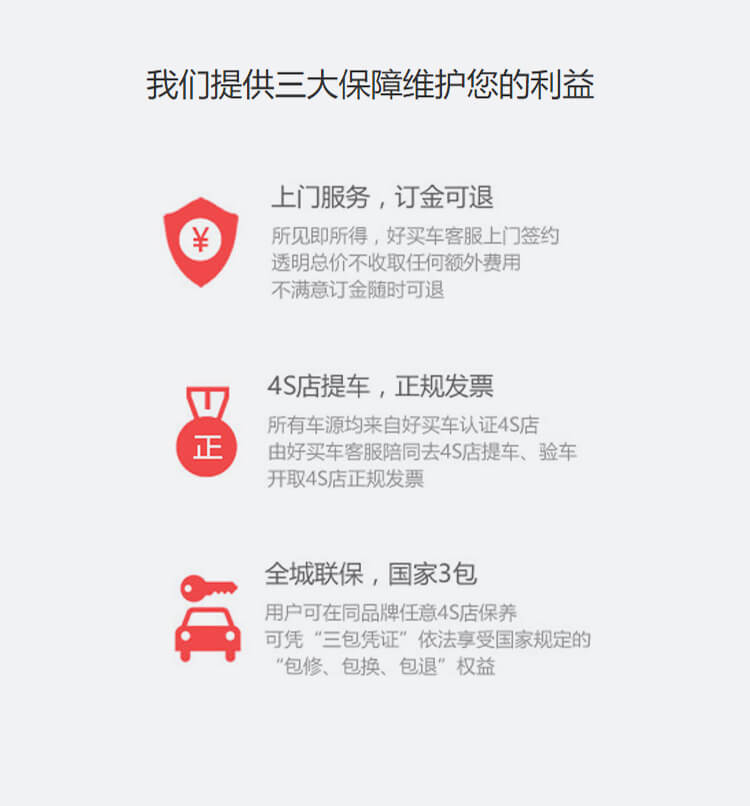 我们提供三大保障维护您的利益
上门服务，订金可退
¥
所见即所得，好买车客服上门签约
透明总价不收取任何额外费用
不满意订金随时可退
4S店提车，正规发票
正
所有车源均来自好买车认证4S店
由好买车客服陪同去4S店提车、验车
开取4S店正规发票
全城联保，国家3包
用户可在同品牌任意4S店保养
可凭“三包凭证”依法享受国家规定的
“包修、包换、包退”权益